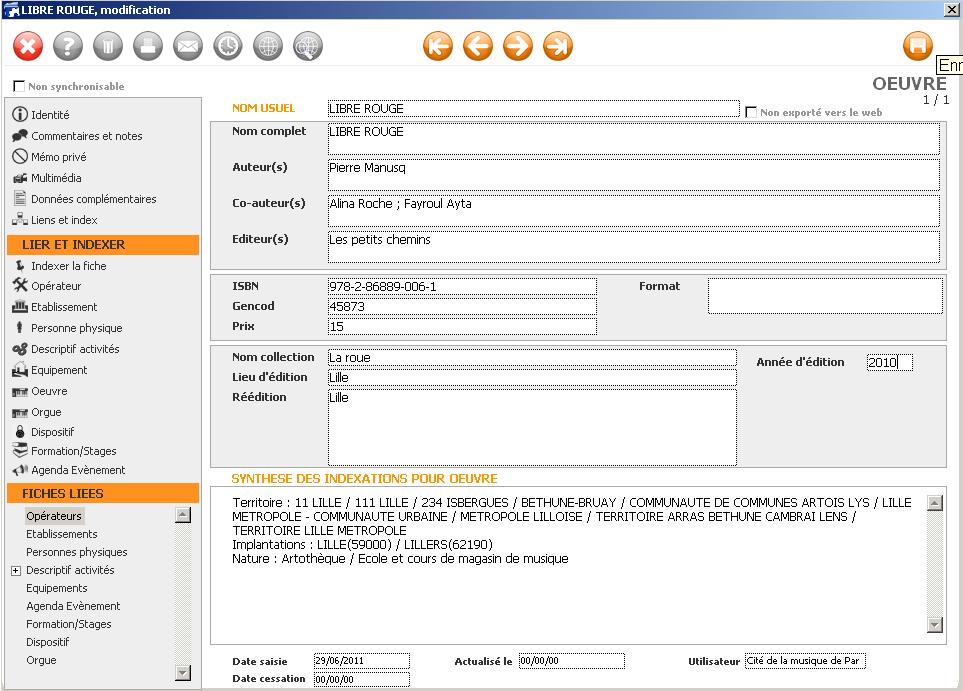 LIBRE ROUGE, modification
Enr
Non synchronisable
OEUVRE
1 / 1
Identité
Commentaires et notes
Mémo privé
Multimédia
Données complémentaires
Liens et index
LIER ET INDEXER
Indexer la fiche
Opérateur
Etablissement
Personne physique
Descriptif activités
Equipement
Oeuvre
Orgue
Dispositif
Formation/Stages
Agenda Evènement
FICHES LIEES
Opérateurs
Etablissements
Personnes physiques
Descriptif activités
Equipements
Agenda Evènement
Formation/Stages
Dispositif
Orgue
NOM USUEL LIBRE ROUGE Non exporté vers le web
Nom complet LIBRE ROUGE
Auteur(s) Pierre Manusq
Co-auteur(s) Alina Roche ; Fayroul Ayta
Editeur(s) Les petits chemins
ISBN 978-2-86889-006-1 Format
Gencod 45873
Prix 15
Nom collection La roue Année d'édition 2010
Lieu d'édition Lille
Réédition Lille
SYNTHESE DES INDEXATIONS POUR OEUVRE
Territoire : 11 LILLE / 111 LILLE / 234 ISBERGUES / BETHUNE-BRUAY / COMMUNAUTE DE COMMUNES ARTOIS LYS / LILLE
METROPOLE - COMMUNAUTE URBAINE / METROPOLE LILLOISE / TERRITOIRE ARRAS BETHUNE CAMBRAI LENS /
TERRITOIRE LILLE METROPOLE
Implantations : LILLE(59000) / LILLERS(62190)
Nature : Artothèque / Ecole et cours de magasin de musique
Date saisie 29/06/2011 Actualisé le 00/00/00 Utilisateur Cité de la musique de Par
Date cessation 00/00/00